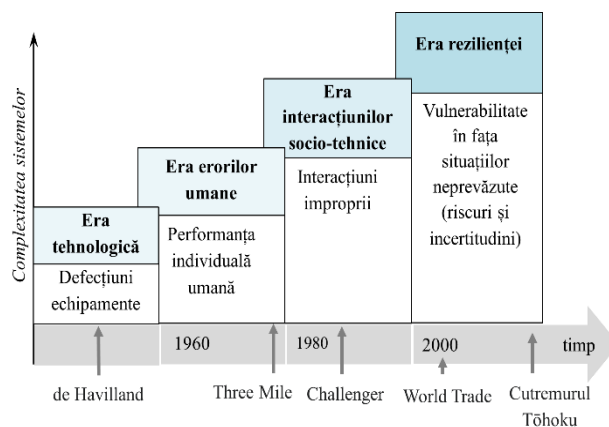 Complexitatea sistemelor
Era
tehnologică
Defecțiuni
echipamente
Era erorilor
umane
Performanța
individuală
umană
Era
interacțiunilor
socio-tehnice
Interacțiuni
improprii
Era rezilienței
Vulnerabilitate
în fața
situațiilor
neprevăzute
(riscuri și
incertitudini)
1960
1980
2000
timp
de Havilland
Three Mile
Challenger
World Trade
Cutremurul
Tōhoku